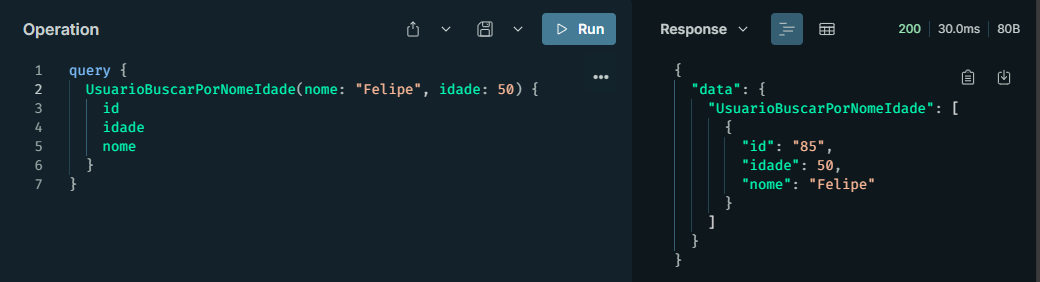 Operation
Run
1 query {
2 UsuarioBuscarPorNomeIdade(nome: "Felipe", idade: 50) {
3 id
4 idade
5 nome
6 }
7 }
Response
200
30.0ms
80B
{
"data": {
"UsuarioBuscarPorNomeIdade": [
{
"id": "85",
"idade": 50,
"nome": "Felipe"
}
]
}
}